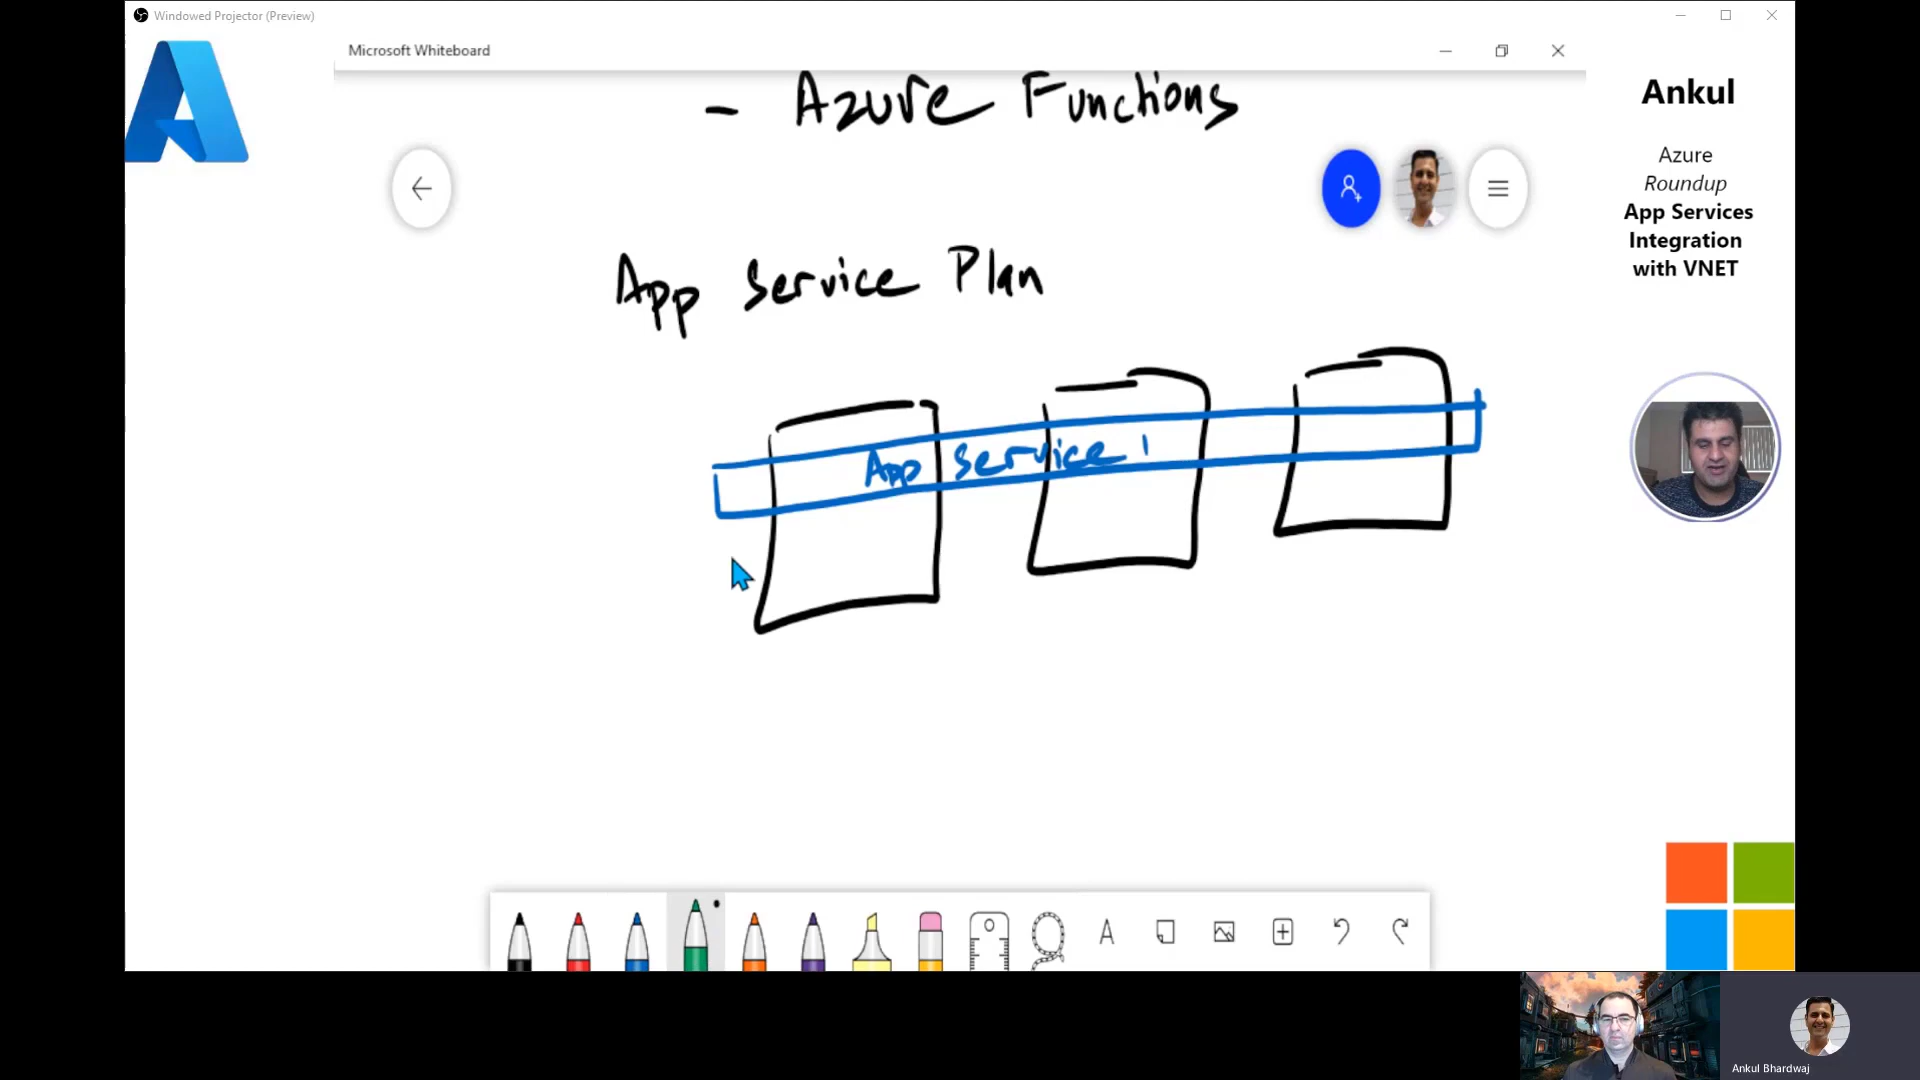 Windowed Projector (Preview)
Microsoft Whiteboard
- Azure Functions
App Service Plan
App Service 1
Ankul
Azure
Roundup
App Services
Integration
with VNET
Ankul Bhardwaj